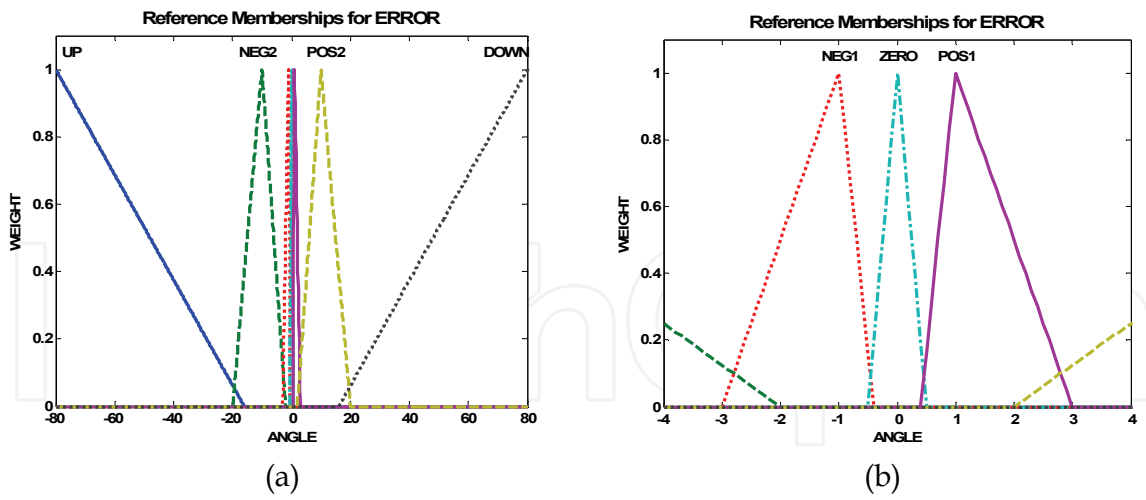 Reference Memberships for ERROR
UP NEG2 POS2 DOWN
1
0.8
0.6
0.4
0.2
0
WEIGHT
-80 -60 -40 -20 0 20 40 60 80
ANGLE
(a)
Reference Memberships for ERROR
NEG1 ZERO POS1
1
0.8
0.6
0.4
0.2
0
WEIGHT
-4 -3 -2 -1 0 1 2 3 4
ANGLE
(b)